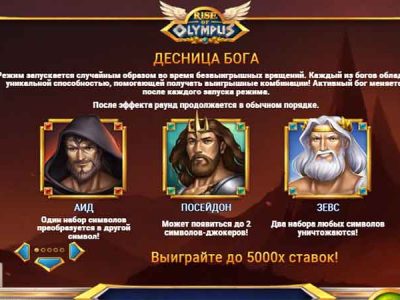 RISE
OF
OLYMPUS
ДЕСНИЦА БОГА
Режим запускается случайным образом во время безвыигрышных вращений. Каждый из богов облад
уникальной способностью, помогающей получать выигрышные комбинации! Активный бог меняетс
после каждого запуска режима.
После эффекта раунд продолжается в обычном порядке.
АИД
ПОСЕЙДОН
ЗЕВС
Один набор символов
преобразуется в другой
символ!
Может появиться до 2
символов-джокеров!
Два набора любых символов
уничтожаются!
Выиграйте до 5000x ставок!